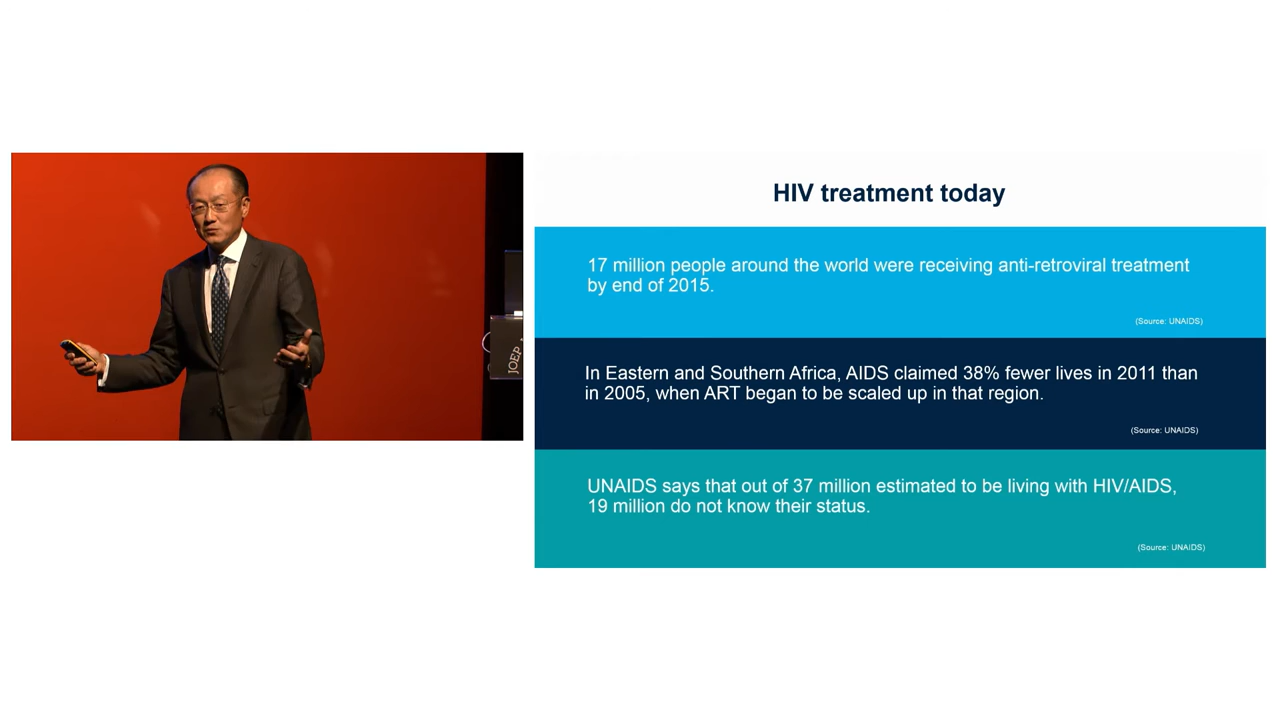 JOEP
HIV treatment today
17 million people around the world were receiving anti-retroviral treatment
by end of 2015.
(Source: UNAIDS)
In Eastern and Southern Africa, AIDS claimed 38% fewer lives in 2011 than
in 2005, when ART began to be scaled up in that region.
(Source: UNAIDS)
UNAIDS says that out of 37 million estimated to be living with HIV/AIDS,
19 million do not know their status.
(Source: UNAIDS)